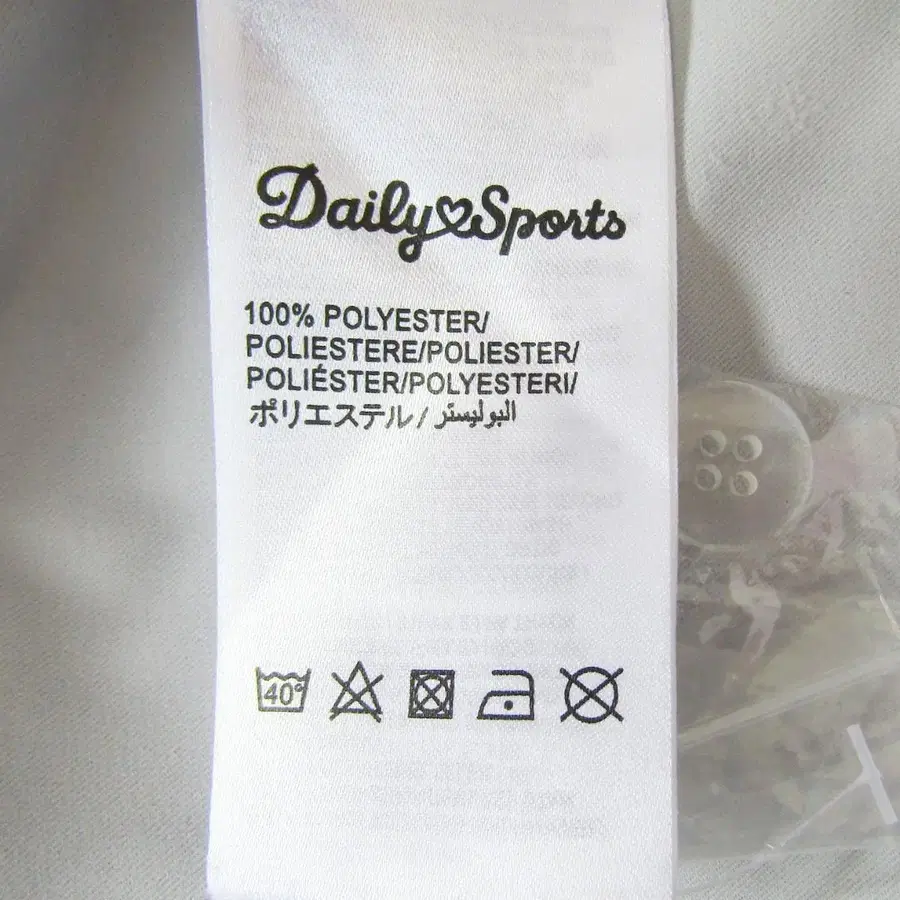 Daily Sports
100% POLYESTER/
POLIESTERE/POLIESTER/
POLIÉSTER/POLYESTERI/
ポリエステル / البوليستر
40°